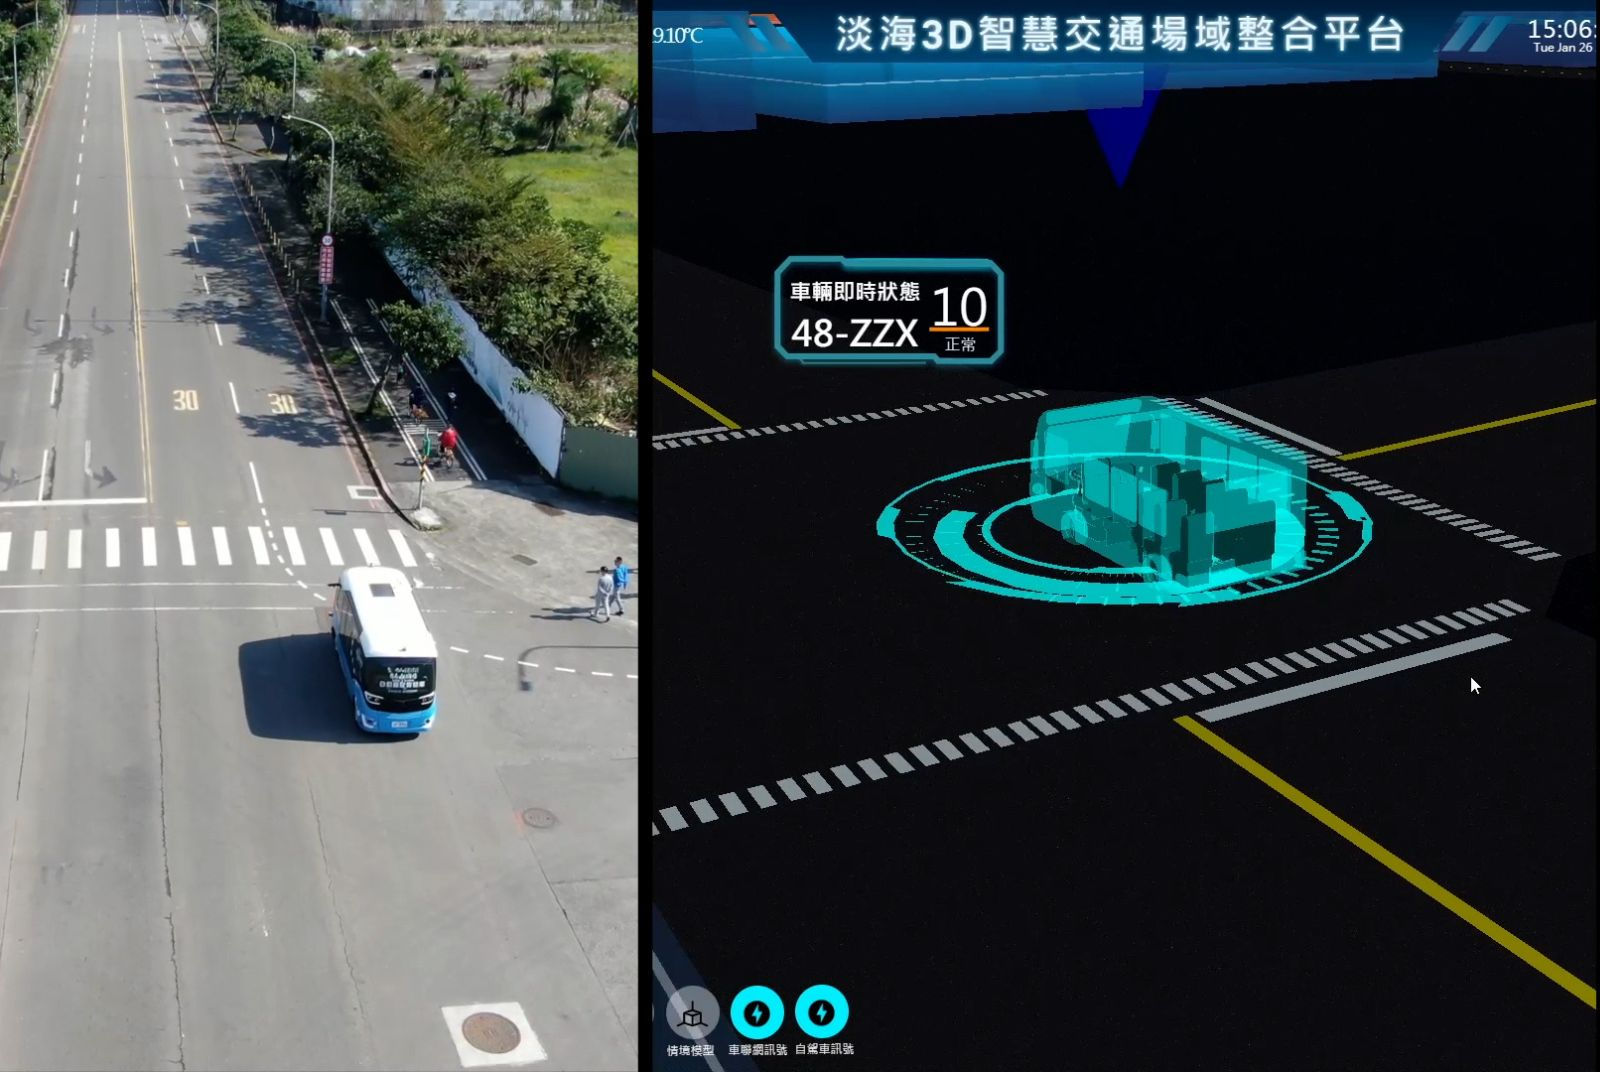 30
30
9.10℃
淡海3D智慧交通場域整合平台
15:06:
Tue Jan 26
車輛即時狀態
48-ZZX
10
正常
情境模型
車聯網訊號
自駕車訊號